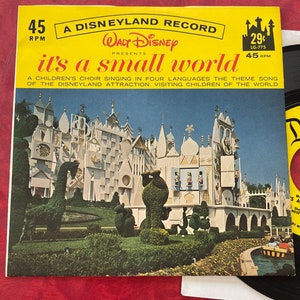 45
RPM
A DISNEYLAND RECORD
WALT DISNEY
PRESENTS
29¢
LG-775
45 RPM
it's a small world
A CHILDREN'S CHOIR SINGING IN FOUR LANGUAGES THE THEME SONG
OF THE DISNEYLAND ATTRACTION VISITING CHILDREN OF THE WORLD